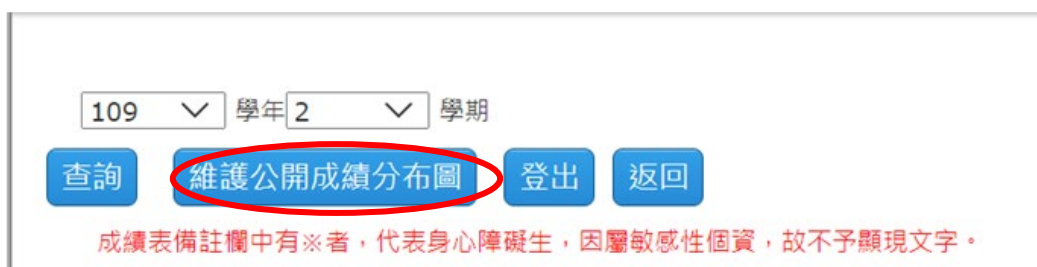 109 學年 2 學期
查詢 維護公開成績分布圖 登出 返回
成績表備註欄中有※者，代表身心障礙生，因屬敏感性個資，故不予顯現文字。